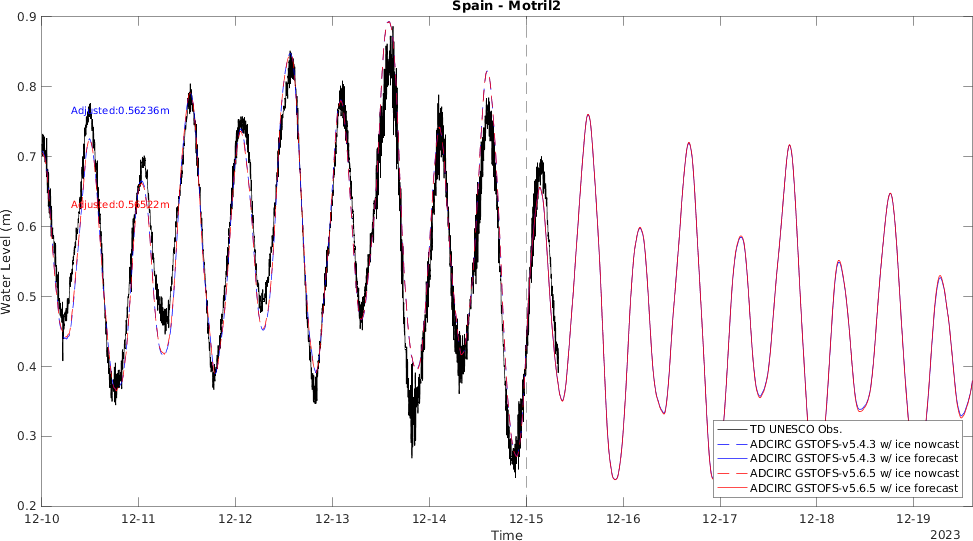 Spain - Motril2
0.9
0.8
0.7
0.6
0.5
0.4
0.3
0.2
Water Level (m)
Adjusted:0.56236m
Adjusted:0.56522m
TD UNESCO Obs.
ADCIRC GSTOFS-v5.4.3 w/ ice nowcast
ADCIRC GSTOFS-v5.4.3 w/ ice forecast
ADCIRC GSTOFS-v5.6.5 w/ ice nowcast
ADCIRC GSTOFS-v5.6.5 w/ ice forecast
12-10 12-11 12-12 12-13 12-14 12-15 12-16 12-17 12-18 12-19
Time
2023